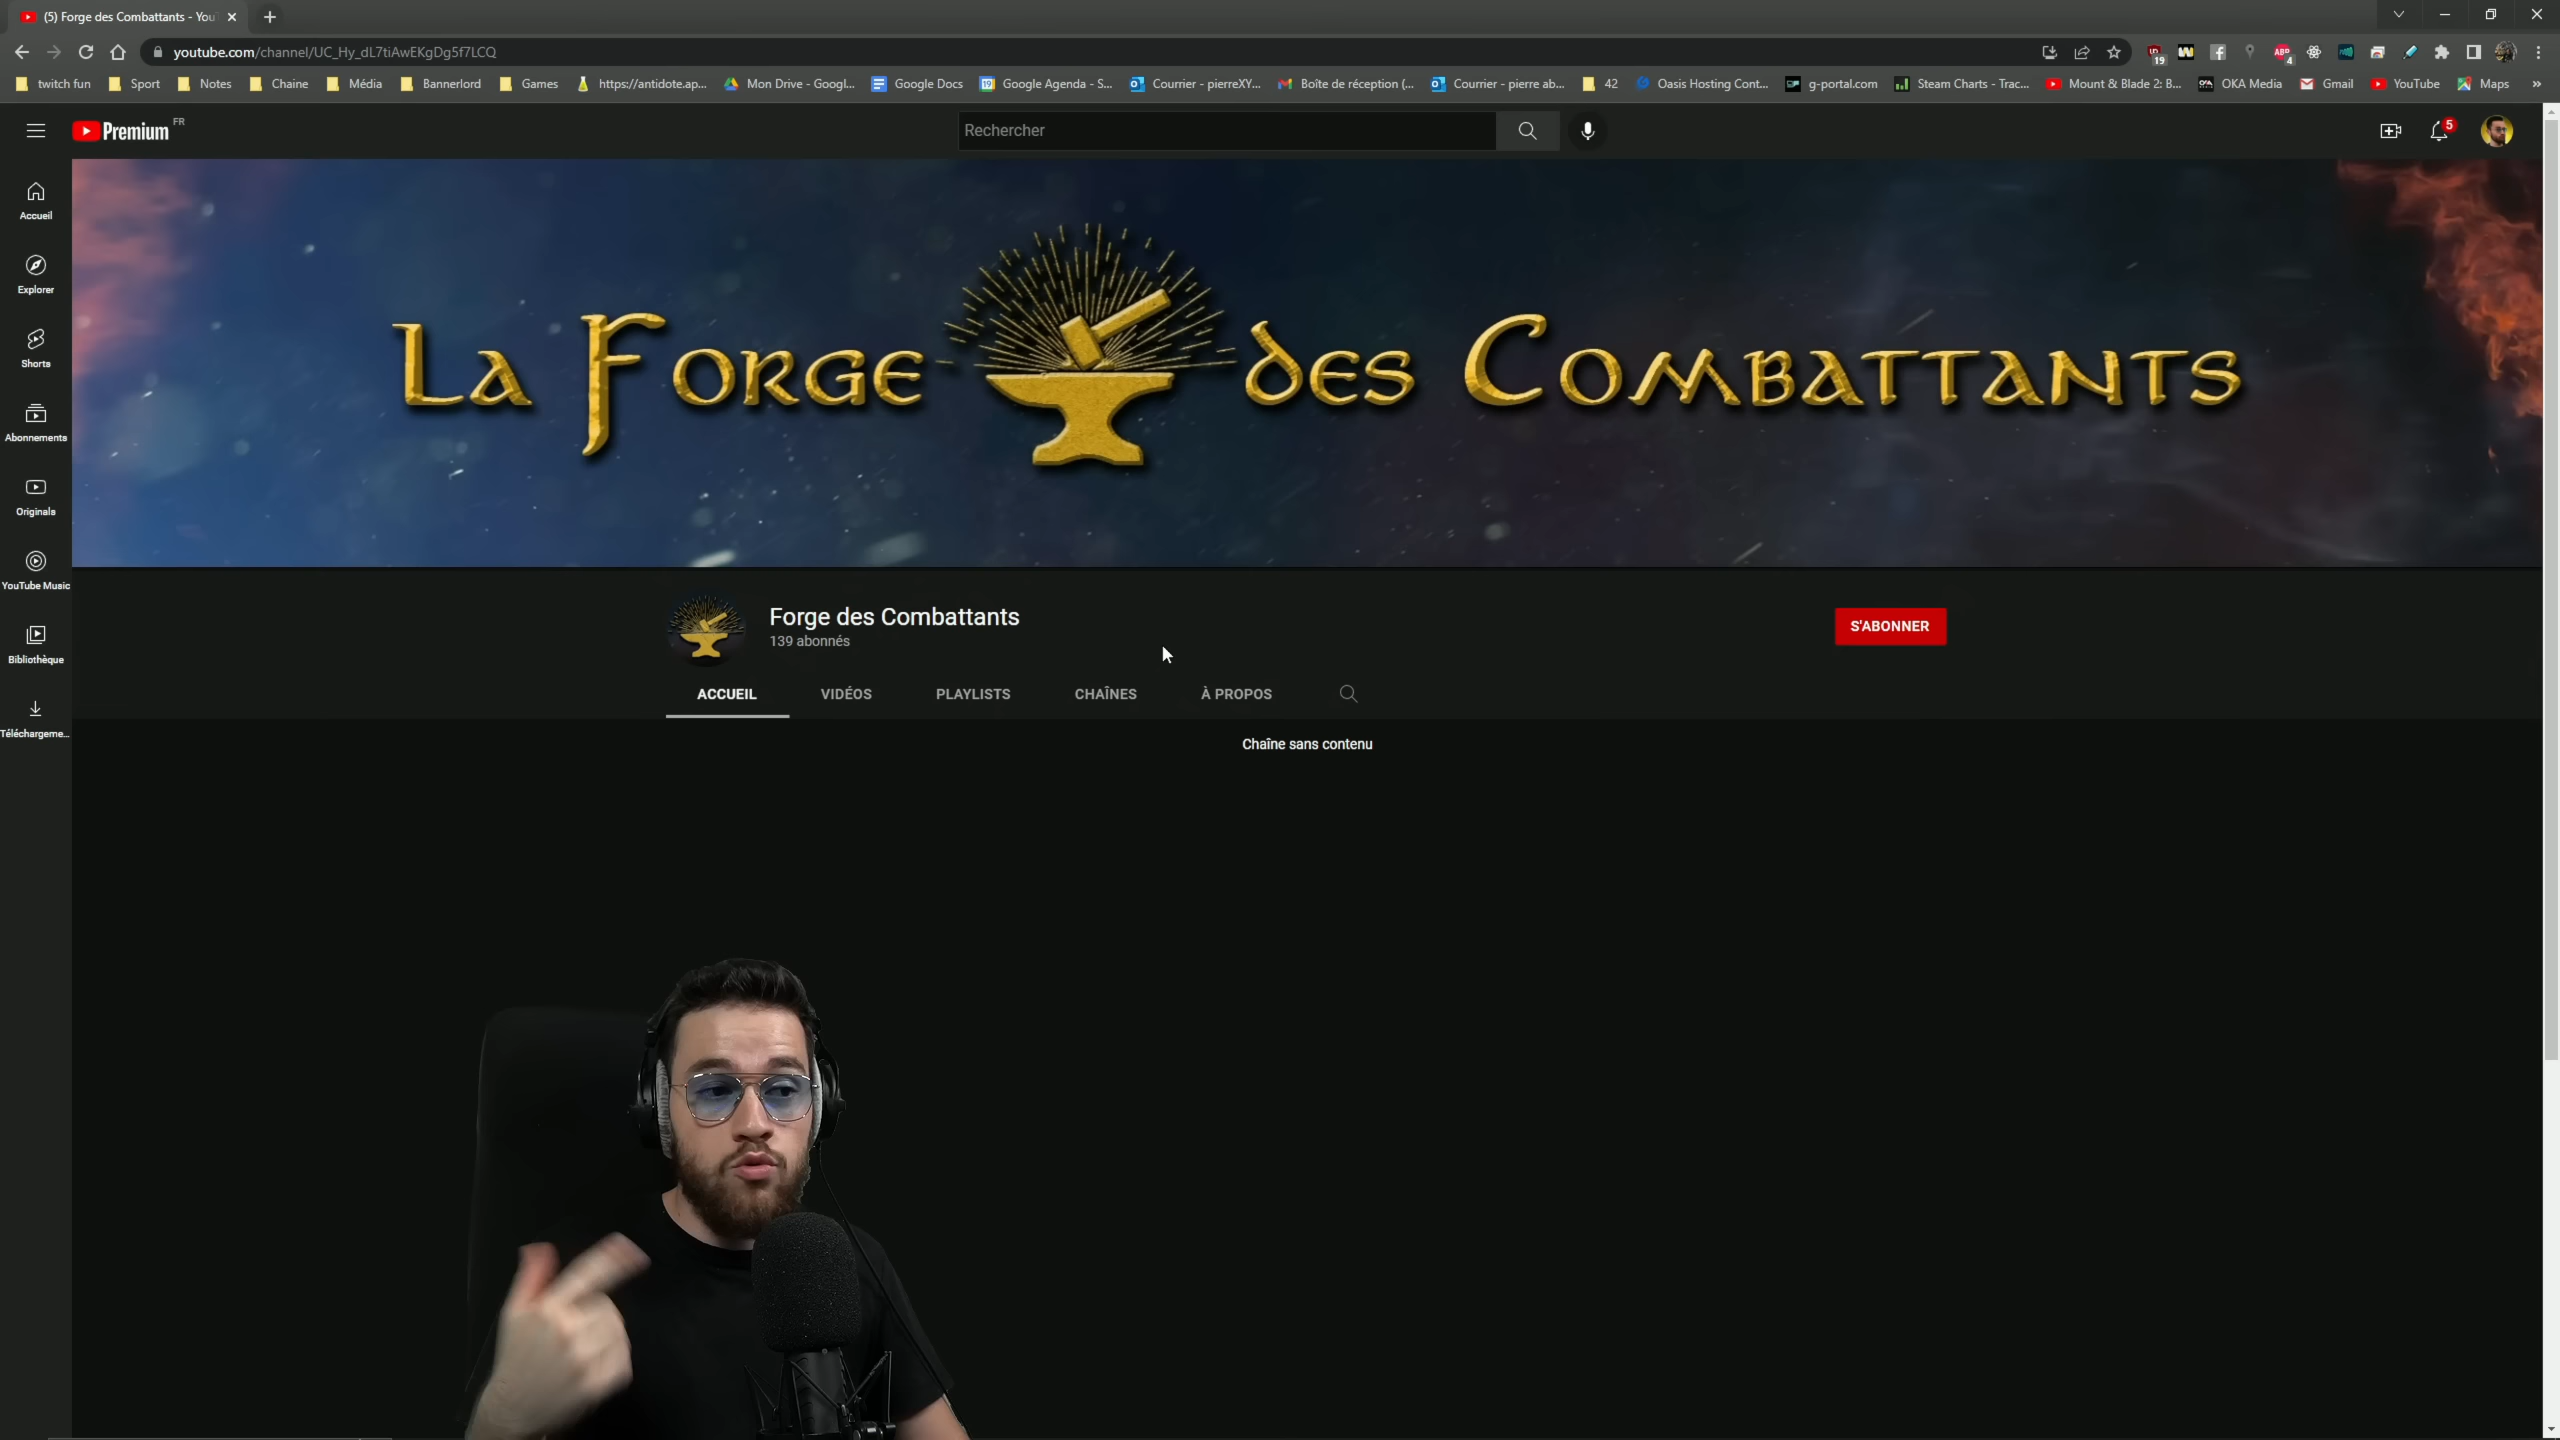 (5) Forge des Combattants - You
youtube.com/channel/UC_Hy_dL7tiAwEKgDg5f7LCQ
19
4
twitch fun
Sport
Notes
Chaine
Média
Bannerlord
Games
https://antidote.ap...
Mon Drive - Googl...
Google Docs
Google Agenda - S...
Courrier - pierreXY...
Boîte de réception (...
Courrier - pierre ab...
42
Oasis Hosting Cont...
g-portal.com
Steam Charts - Trac...
Mount & Blade 2: B...
OKA Media
Gmail
YouTube
Maps
Premium FR
Rechercher
5
Accueil
Explorer
Shorts
Abonnements
Originals
YouTube Music
Bibliothèque
Téléchargeme...
La Forge des Combattants
Forge des Combattants
139 abonnés
S'ABONNER
ACCUEIL
VIDÉOS
PLAYLISTS
CHAÎNES
À PROPOS
Chaîne sans contenu